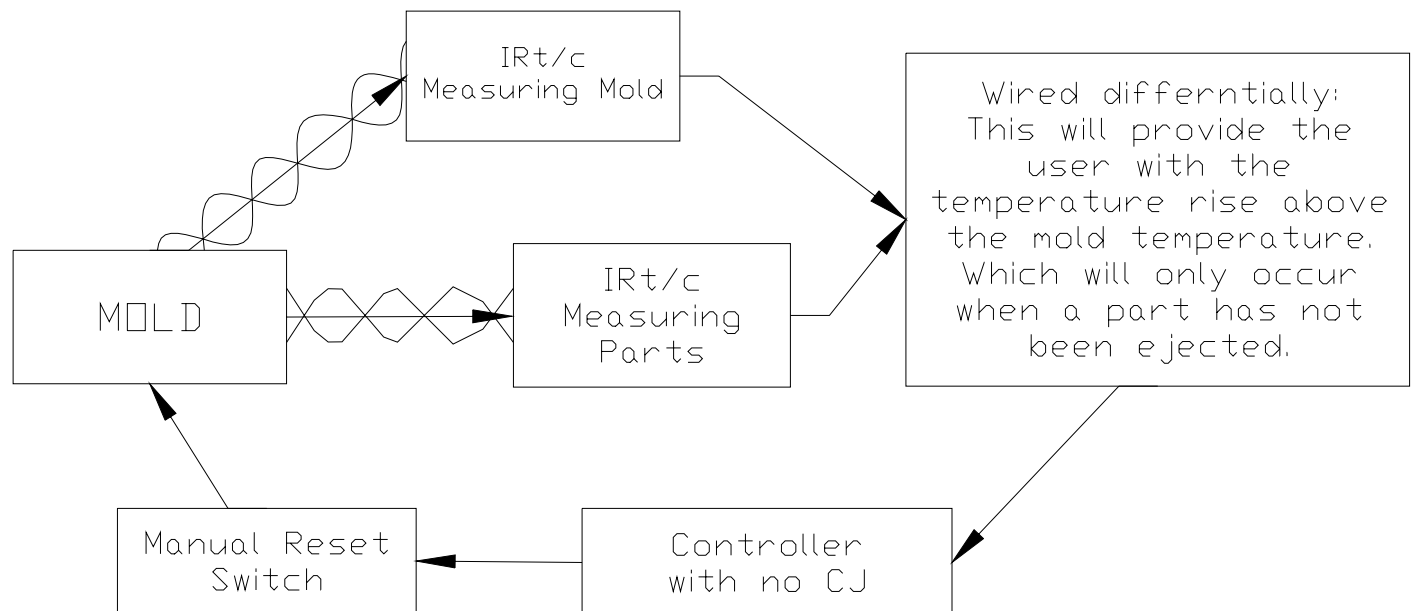 IRt/c
Measuring Mold
Wired differntially:
This will provide the
user with the
temperature rise above
the mold temperature.
Which will only occur
when a part has not
been ejected.
MOLD
IRt/c
Measuring
Parts
Manual Reset
Switch
Controller
with no CJ